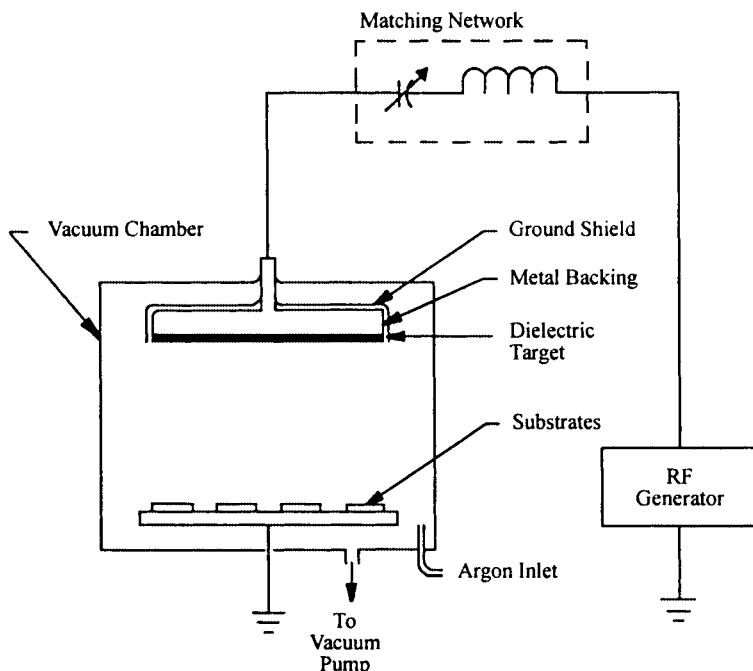 Matching Network
Vacuum Chamber
Ground Shield
Metal Backing
Dielectric
Target
Substrates
RF
Generator
Argon Inlet
To
Vacuum
Pump